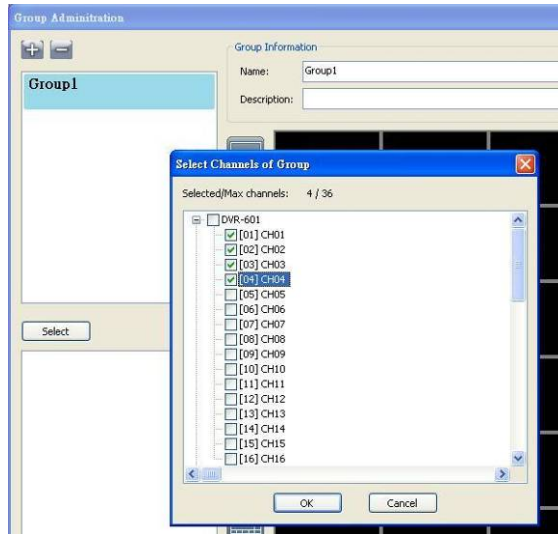 Group Adminitration
Group Information
Name: Group1
Description:
Group1
Select
Select Channels of Group
Selected/Max channels: 4 / 36
DVR-601
[01] CH01
[02] CH02
[03] CH03
[04] CH04
[05] CH05
[06] CH06
[07] CH07
[08] CH08
[09] CH09
[10] CH10
[11] CH11
[12] CH12
[13] CH13
[14] CH14
[15] CH15
[16] CH16
OK Cancel